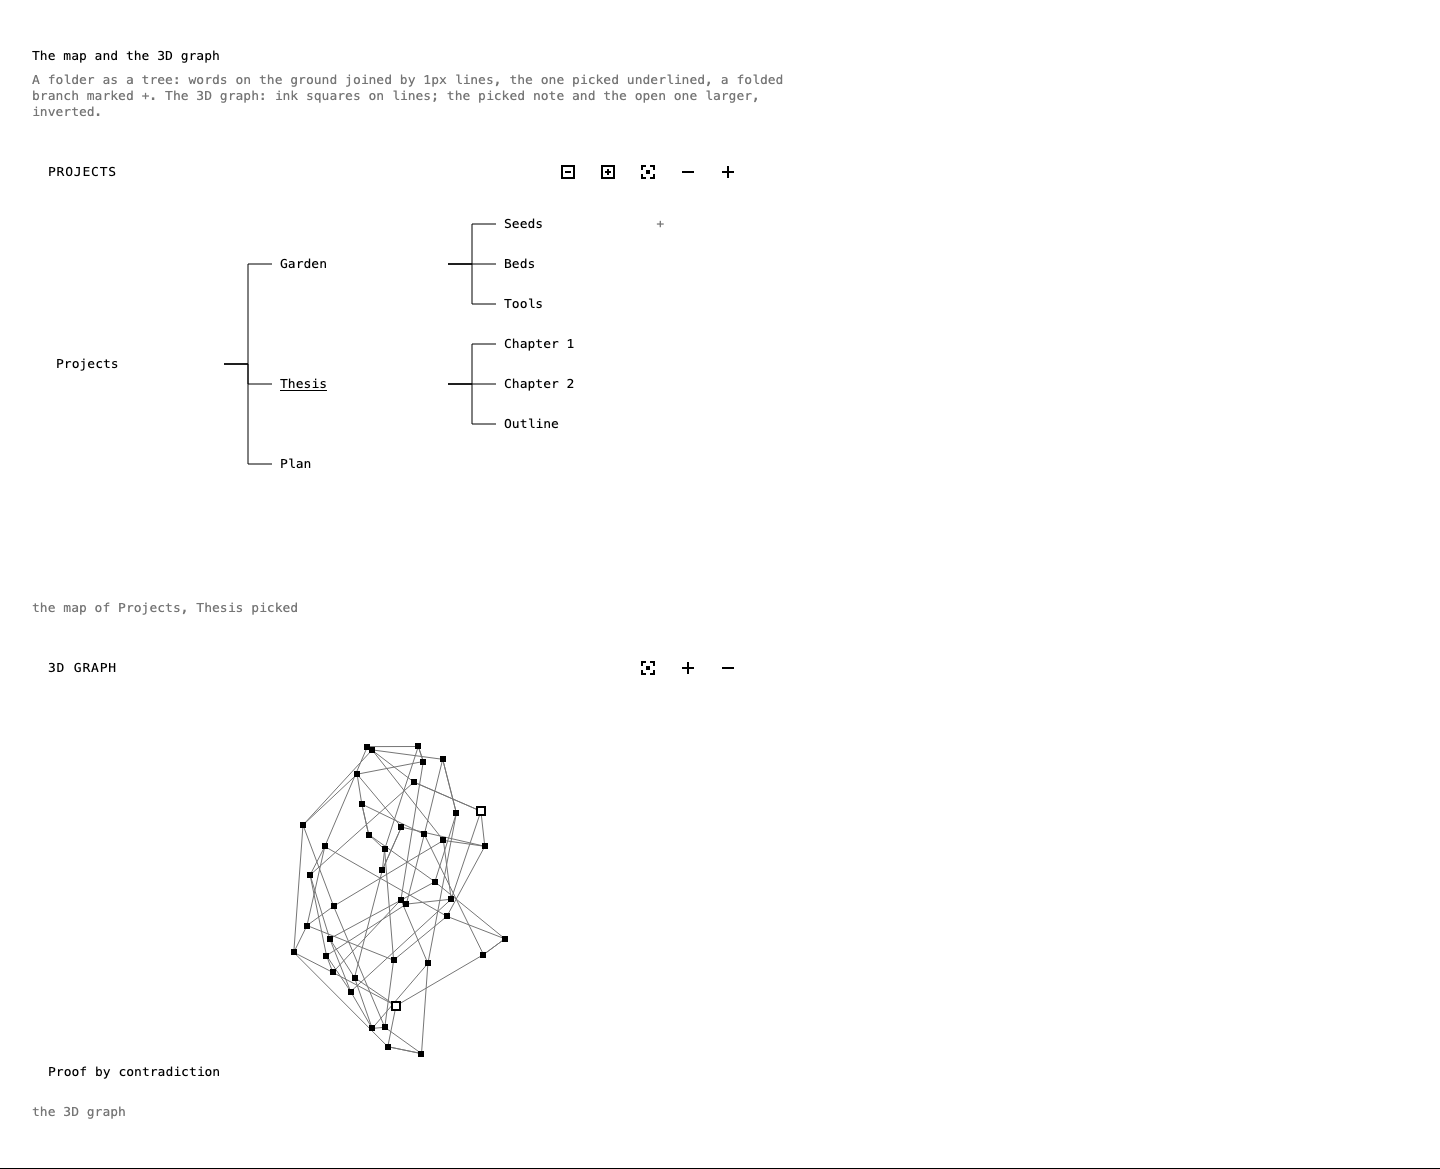 The map and the 3D graph
A folder as a tree: words on the ground joined by 1px lines, the one picked underlined, a folded
branch marked +. The 3D graph: ink squares on lines; the picked note and the open one larger,
inverted.
PROJECTS
Seeds +
Garden
Beds
Tools
Chapter 1
Projects
Thesis
Chapter 2
Outline
Plan
the map of Projects, Thesis picked
3D GRAPH
Proof by contradiction
the 3D graph